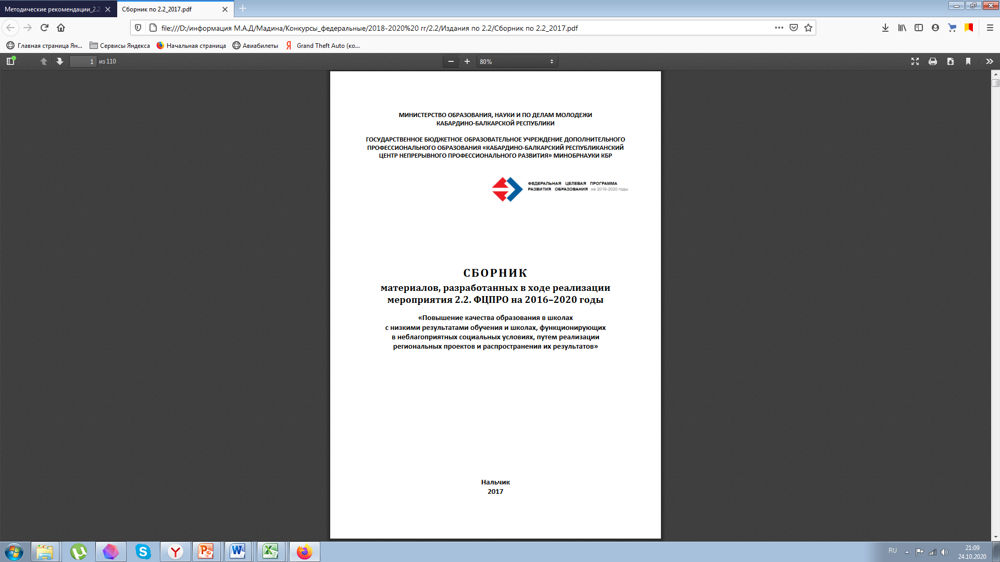 Методические рекомендации_2.2
Сборник по 2.2_2017.pdf
file:///D:/информация М.А.Д/Мадина/Конкурсы_федеральные/2018-2020%20 гг/2.2/Издания по 2.2/Сборник по 2.2_2017.pdf
Главная страница Ян...
Сервисы Яндекса
Начальная страница
Авиабилеты
Grand Theft Auto (ко...
1 из 110
80%
МИНИСТЕРСТВО ОБРАЗОВАНИЯ, НАУКИ И ПО ДЕЛАМ МОЛОДЕЖИ
КАБАРДИНО-БАЛКАРСКОЙ РЕСПУБЛИКИ
ГОСУДАРСТВЕННОЕ БЮДЖЕТНОЕ ОБРАЗОВАТЕЛЬНОЕ УЧРЕЖДЕНИЕ ДОПОЛНИТЕЛЬНОГО
ПРОФЕССИОНАЛЬНОГО ОБРАЗОВАНИЯ «КАБАРДИНО-БАЛКАРСКИЙ РЕСПУБЛИКАНСКИЙ
ЦЕНТР НЕПРЕРЫВНОГО ПРОФЕССИОНАЛЬНОГО РАЗВИТИЯ» МИНОБРНАУКИ КБР
ФЕДЕРАЛЬНАЯ ЦЕЛЕВАЯ ПРОГРАММА
РАЗВИТИЯ ОБРАЗОВАНИЯ на 2016-2020 годы
СБОРНИК
материалов, разработанных в ходе реализации
мероприятия 2.2. ФЦПРО на 2016–2020 годы
«Повышение качества образования в школах
с низкими результатами обучения и школах, функционирующих
в неблагоприятных социальных условиях, путем реализации
региональных проектов и распространения их результатов»
Нальчик
2017
RU
21:09
24.10.2020